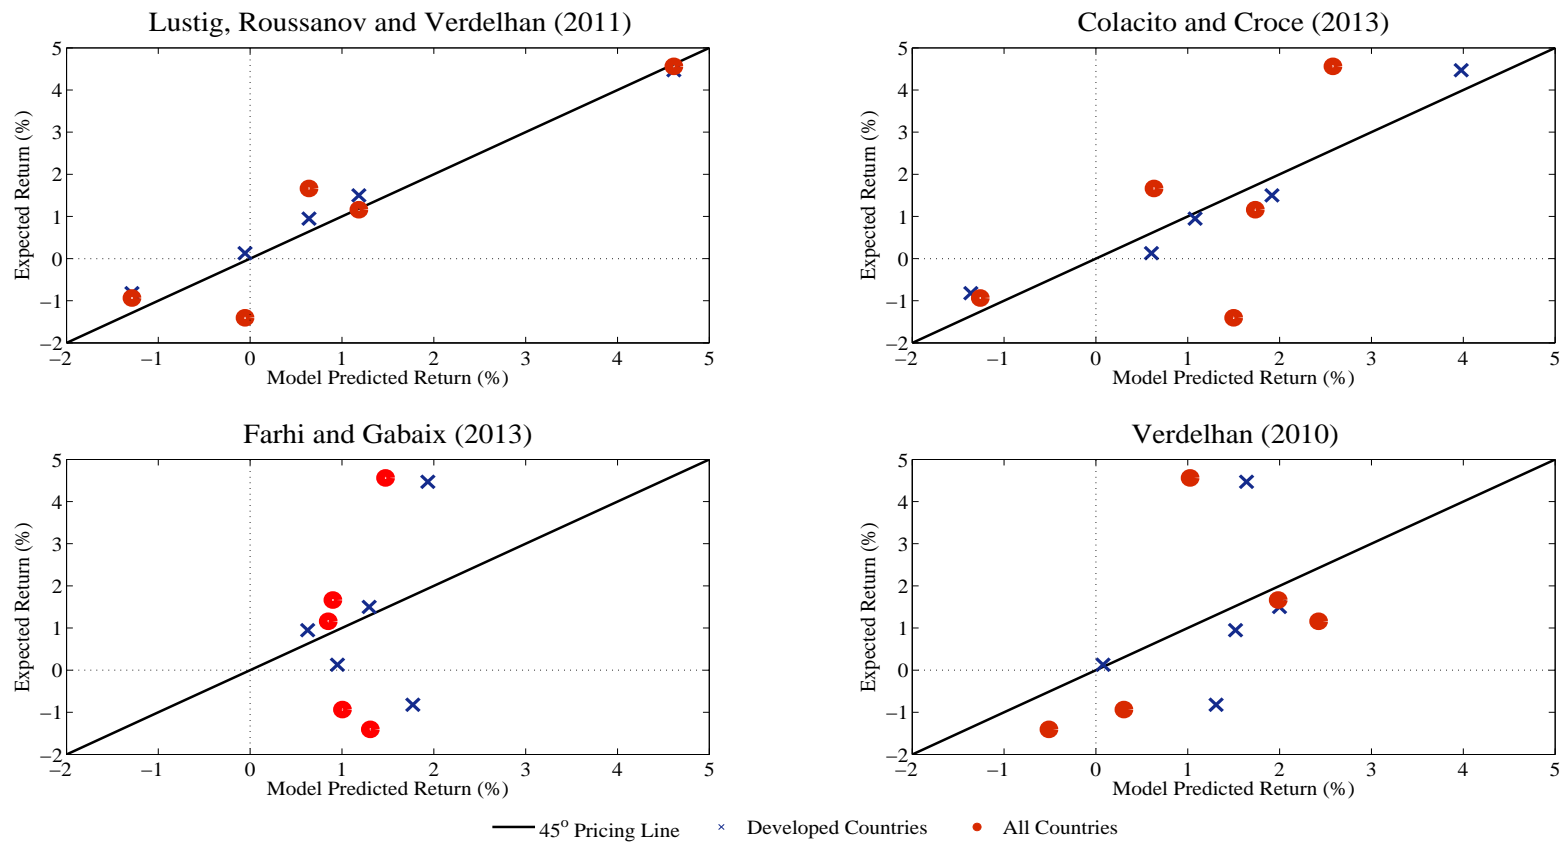 Lustig, Roussanov and Verdelhan (2011)
5
4
3
2
1
0
−1
−2
Expected Return (%)
−2 −1 0 1 2 3 4 5
Model Predicted Return (%)
Colacito and Croce (2013)
5
4
3
2
1
0
−1
−2
Expected Return (%)
−2 −1 0 1 2 3 4 5
Model Predicted Return (%)
Farhi and Gabaix (2013)
5
4
3
2
1
0
−1
−2
Expected Return (%)
−2 −1 0 1 2 3 4 5
Model Predicted Return (%)
Verdelhan (2010)
5
4
3
2
1
0
−1
−2
Expected Return (%)
−2 −1 0 1 2 3 4 5
Model Predicted Return (%)
45o Pricing Line Developed Countries All Countries